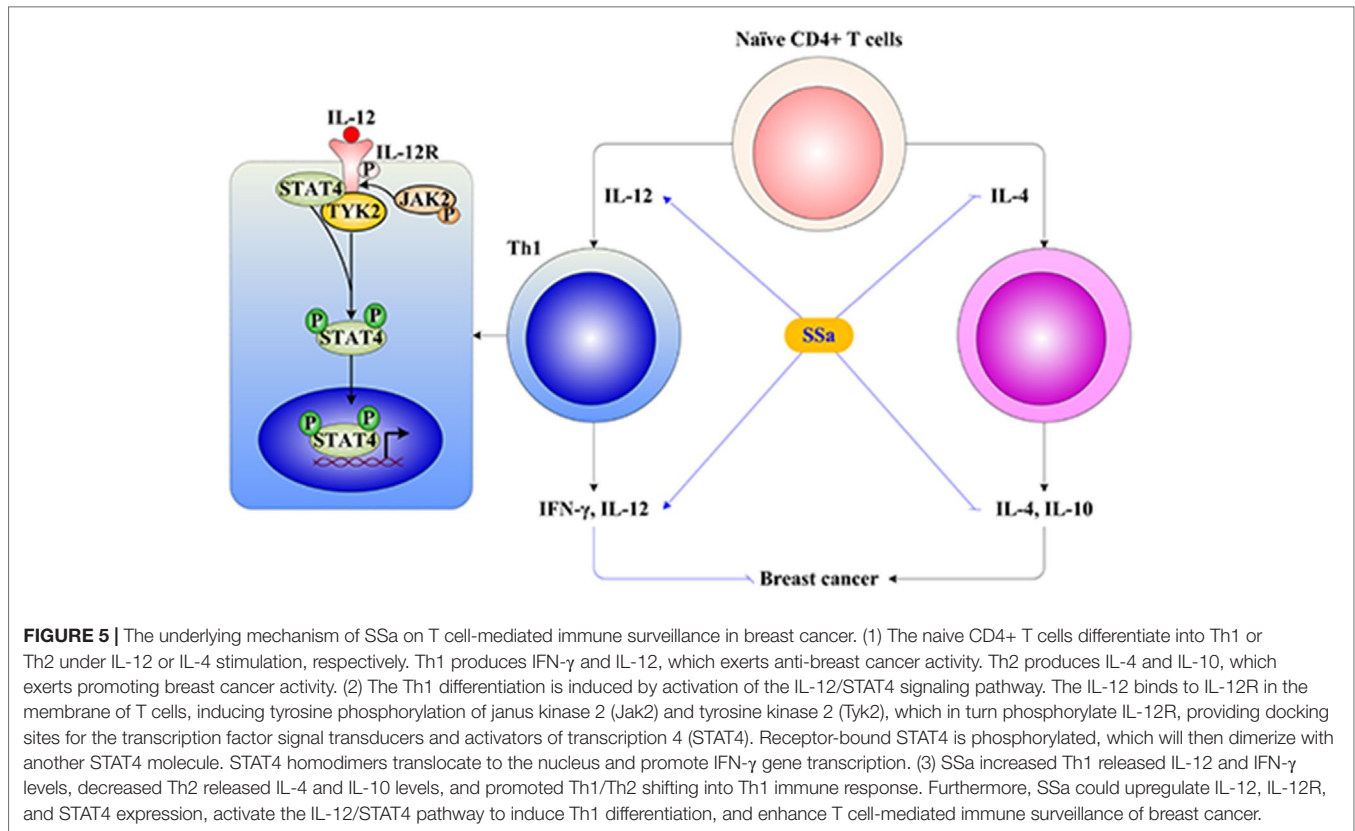 Naïve CD4+ T cells
IL-12
IL-12R
P
STAT4
TYK2
JAK2
P
IL-12
IL-4
Th1
SSa
P
P
STAT4
P
P
STAT4
IFN-γ, IL-12
IL-4, IL-10
Breast cancer
FIGURE 5 | The underlying mechanism of SSa on T cell-mediated immune surveillance in breast cancer. (1) The naive CD4+ T cells differentiate into Th1 or
Th2 under IL-12 or IL-4 stimulation, respectively. Th1 produces IFN-γ and IL-12, which exerts anti-breast cancer activity. Th2 produces IL-4 and IL-10, which
exerts promoting breast cancer activity. (2) The Th1 differentiation is induced by activation of the IL-12/STAT4 signaling pathway. The IL-12 binds to IL-12R in the
membrane of T cells, inducing tyrosine phosphorylation of janus kinase 2 (Jak2) and tyrosine kinase 2 (Tyk2), which in turn phosphorylate IL-12R, providing docking
sites for the transcription factor signal transducers and activators of transcription 4 (STAT4). Receptor-bound STAT4 is phosphorylated, which will then dimerize with
another STAT4 molecule. STAT4 homodimers translocate to the nucleus and promote IFN-γ gene transcription. (3) SSa increased Th1 released IL-12 and IFN-γ
levels, decreased Th2 released IL-4 and IL-10 levels, and promoted Th1/Th2 shifting into Th1 immune response. Furthermore, SSa could upregulate IL-12, IL-12R,
and STAT4 expression, activate the IL-12/STAT4 pathway to induce Th1 differentiation, and enhance T cell-mediated immune surveillance of breast cancer.